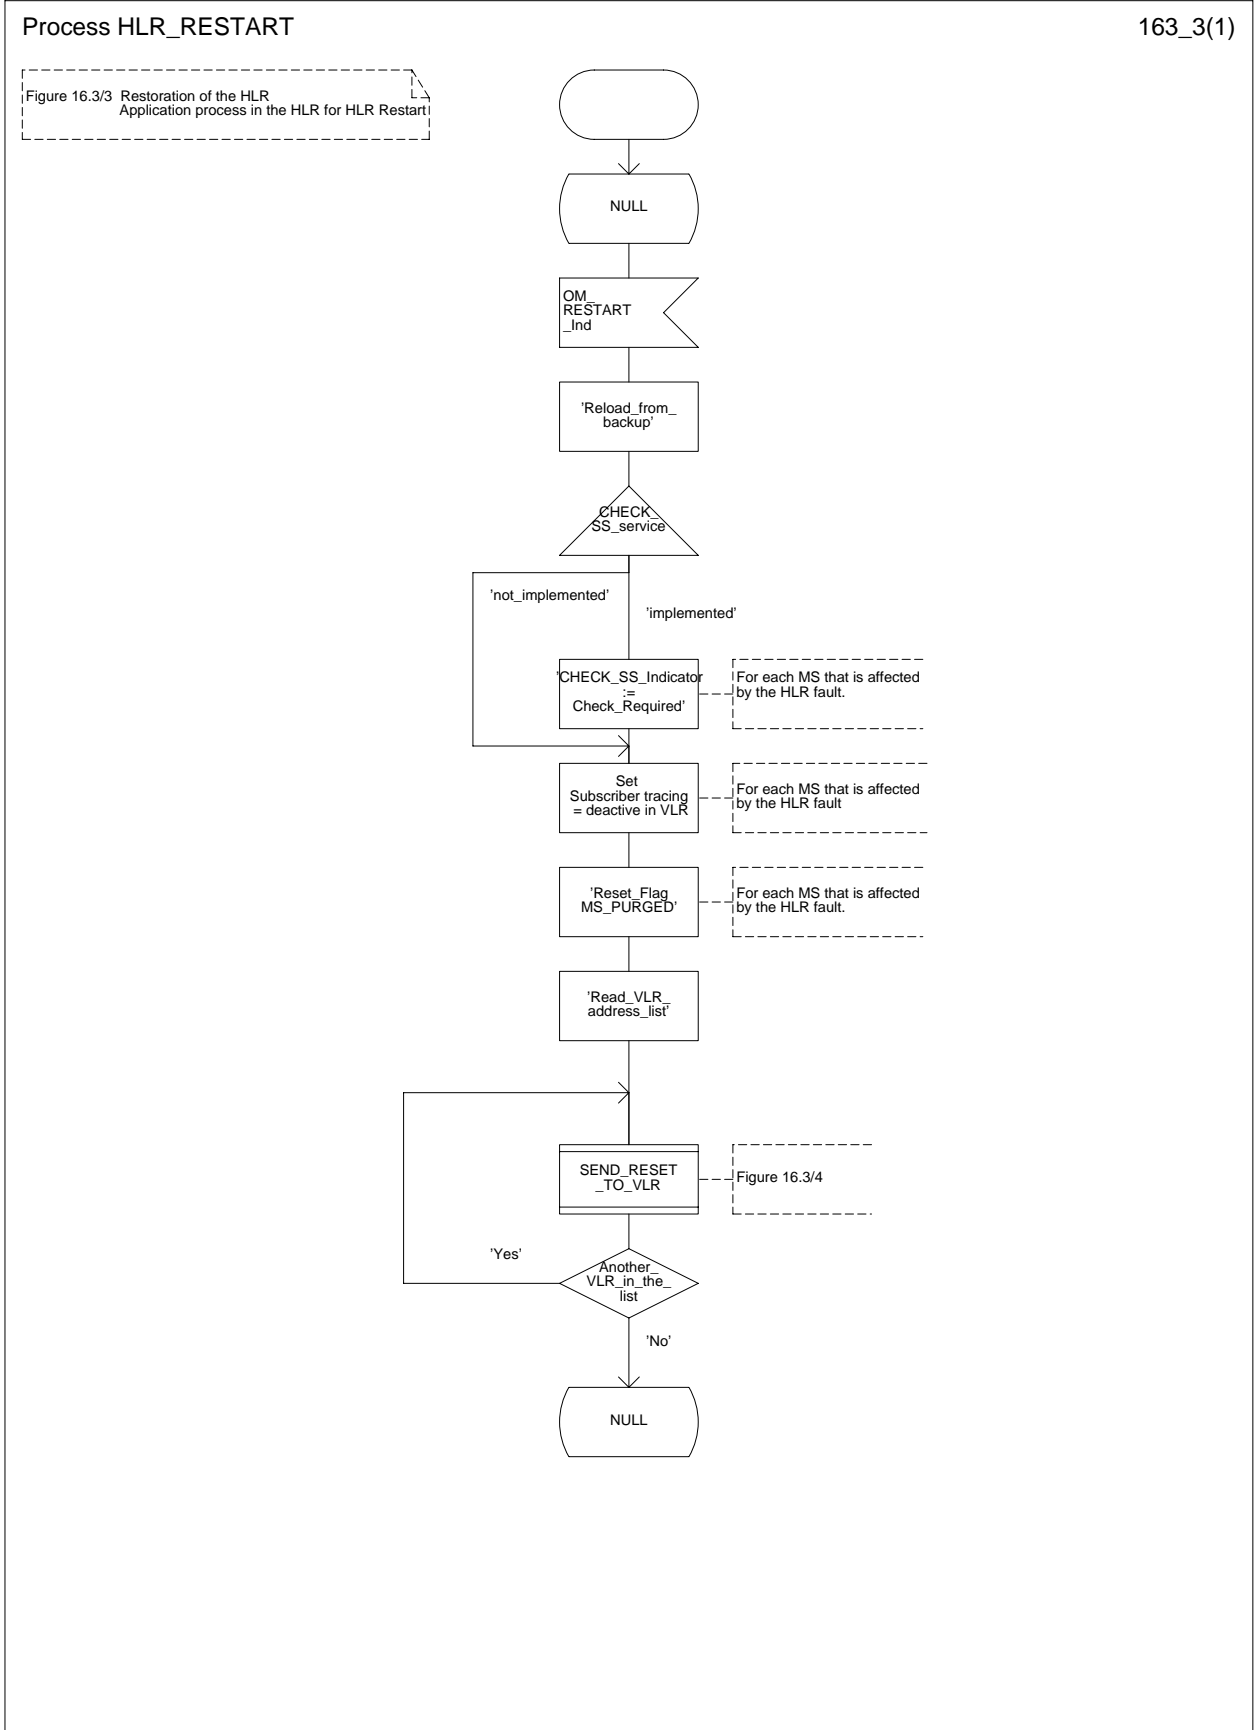 Process HLR_RESTART
163_3(1)
Figure 16.3/3 Restoration of the HLR
Application process in the HLR for HLR Restart
NULL
OM_
RESTART
_Ind
'Reload_from_
backup'
CHECK_
SS_service
'not_implemented'
'implemented'
'CHECK_SS_Indicator
:=
Check_Required'
For each MS that is affected
by the HLR fault.
Set
Subscriber tracing
= deactive in VLR
For each MS that is affected
by the HLR fault
'Reset_Flag
MS_PURGED'
For each MS that is affected
by the HLR fault.
'Read_VLR_
address_list'
SEND_RESET
_TO_VLR
Figure 16.3/4
'Yes'
Another_
VLR_in_the_
list
'No'
NULL